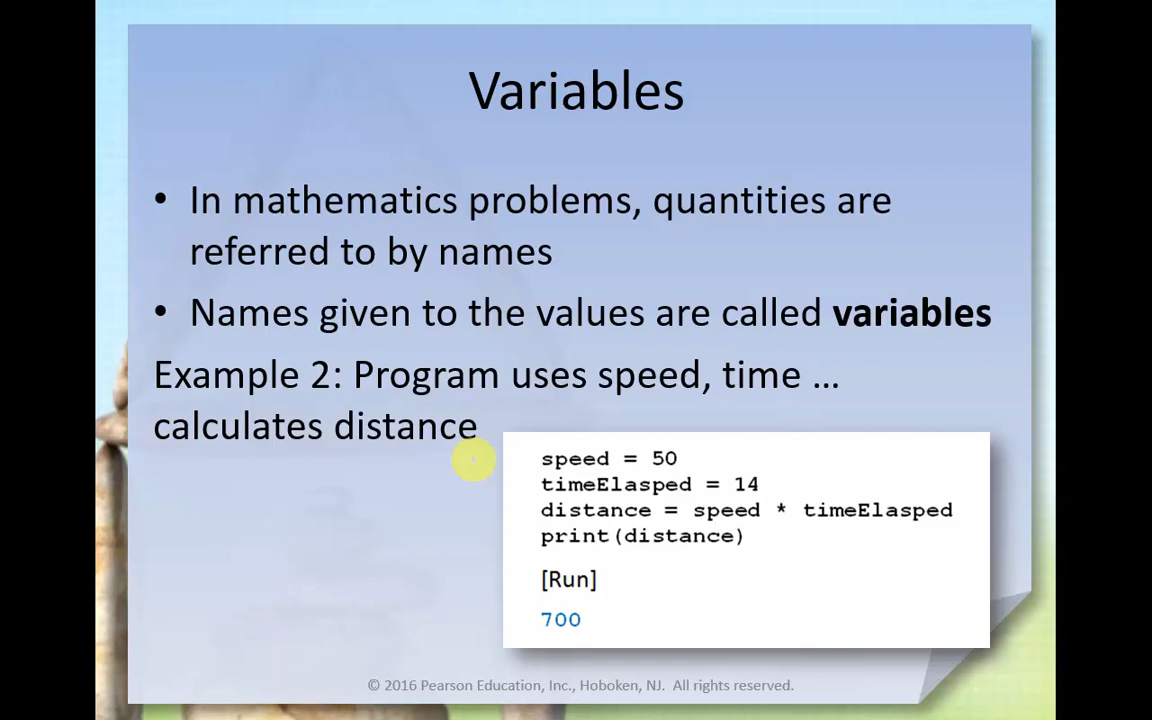 Variables
• In mathematics problems, quantities are
referred to by names
• Names given to the values are called variables
Example 2: Program uses speed, time …
calculates distance
speed = 50
timeElasped = 14
distance = speed * timeElasped
print(distance)
[Run]
700
© 2016 Pearson Education, Inc., Hoboken, NJ.  All rights reserved.